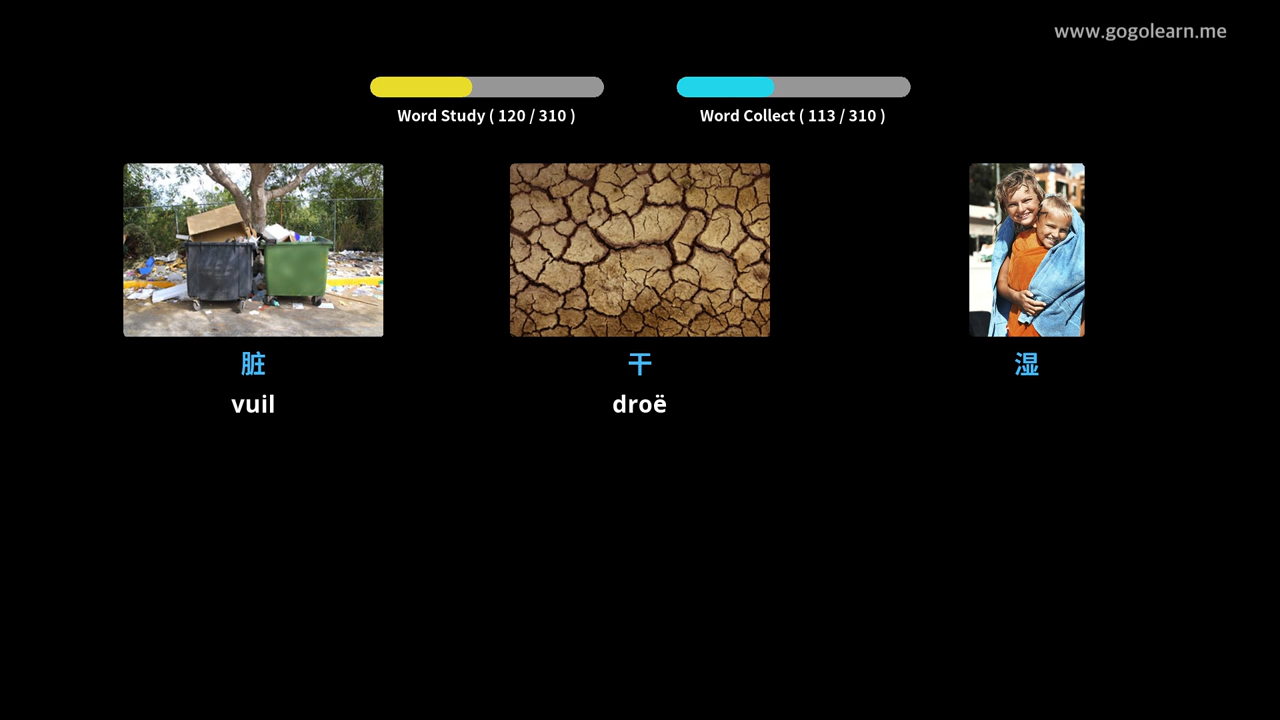 www.gogolearn.me
Word Study ( 120 / 310 )
Word Collect ( 113 / 310 )
脏
干
湿
vuil
droë